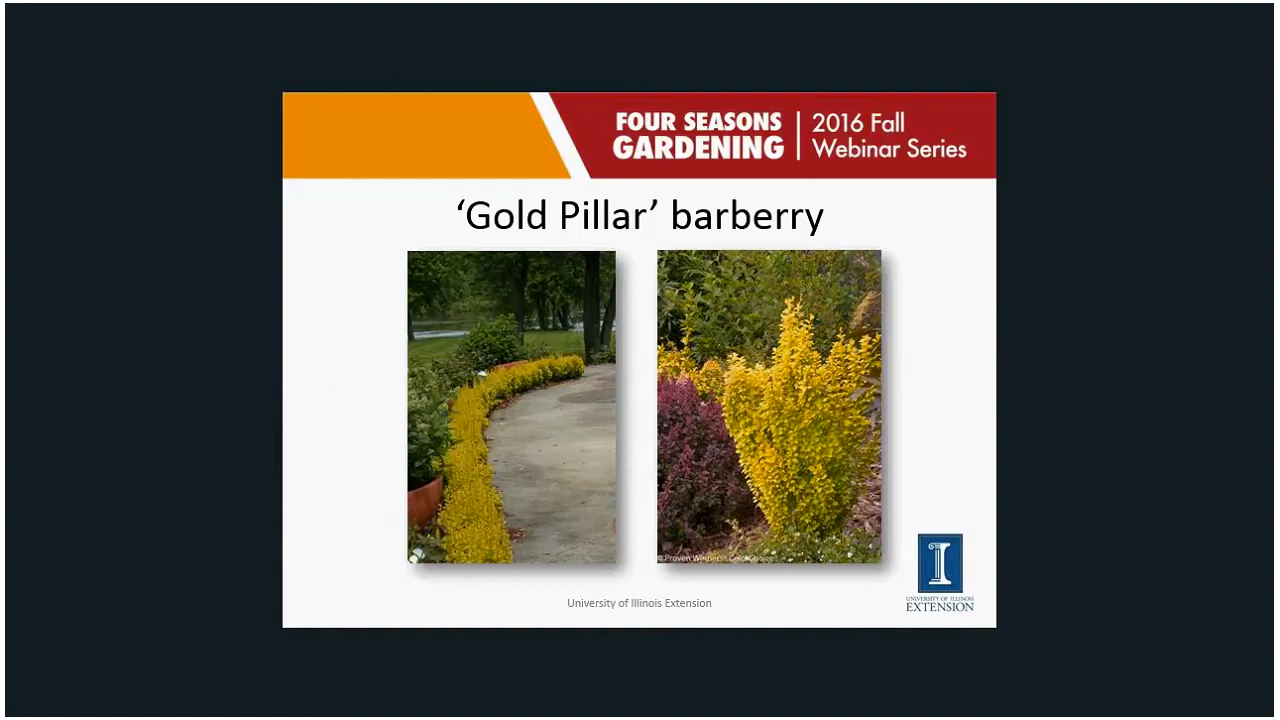 FOUR SEASONS
GARDENING
2016 Fall
Webinar Series
‘Gold Pillar’ barberry
© Proven Winners ColorChoice
University of Illinois Extension
UNIVERSITY OF ILLINOIS
EXTENSION